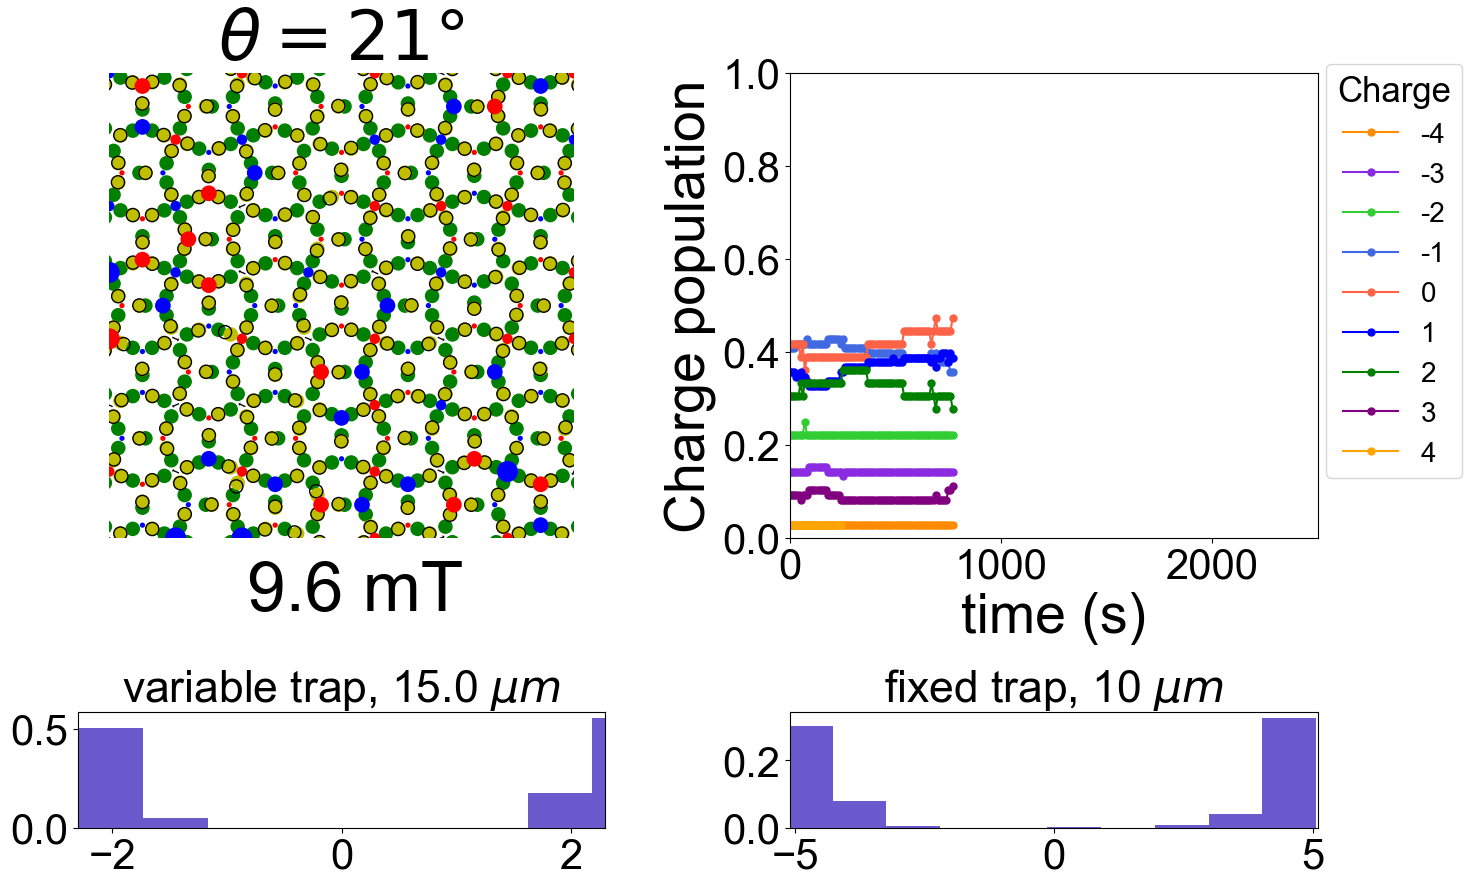 θ = 21°
9.6 mT
Charge population
1.0
0.8
0.6
0.4
0.2
0.0
0 1000 2000
time (s)
Charge
-4
-3
-2
-1
0
1
2
3
4
variable trap, 15.0 μm
0.5
0.0
−2 0 2
fixed trap, 10 μm
0.2
0.0
−5 0 5